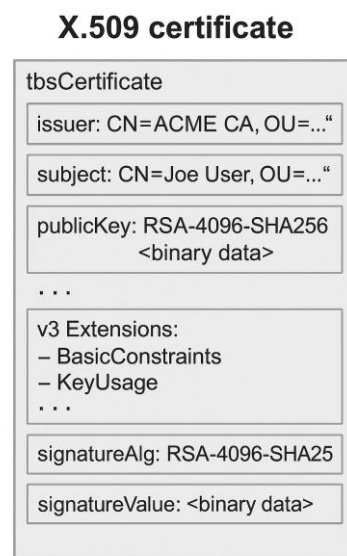 X.509 certificate
tbsCertificate
issuer: CN=ACME CA, OU=...“
subject: CN=Joe User, OU=...“
publicKey: RSA-4096-SHA256
<binary data>
. . .
v3 Extensions:
– BasicConstraints
– KeyUsage
. . .
signatureAlg: RSA-4096-SHA25
signatureValue: <binary data>